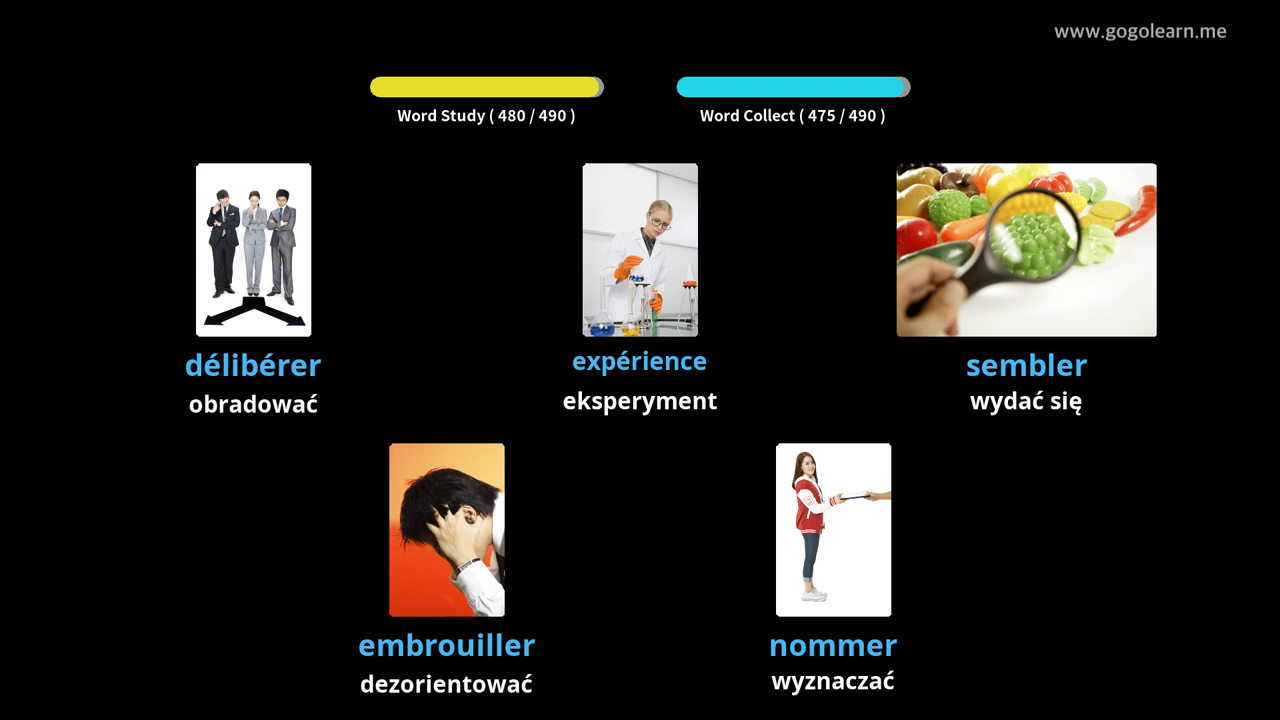 www.gogolearn.me
Word Study ( 480 / 490 )
Word Collect ( 475 / 490 )
délibérer
obradować
expérience
eksperyment
sembler
wydać się
embrouiller
dezorientować
nommer
wyznaczać